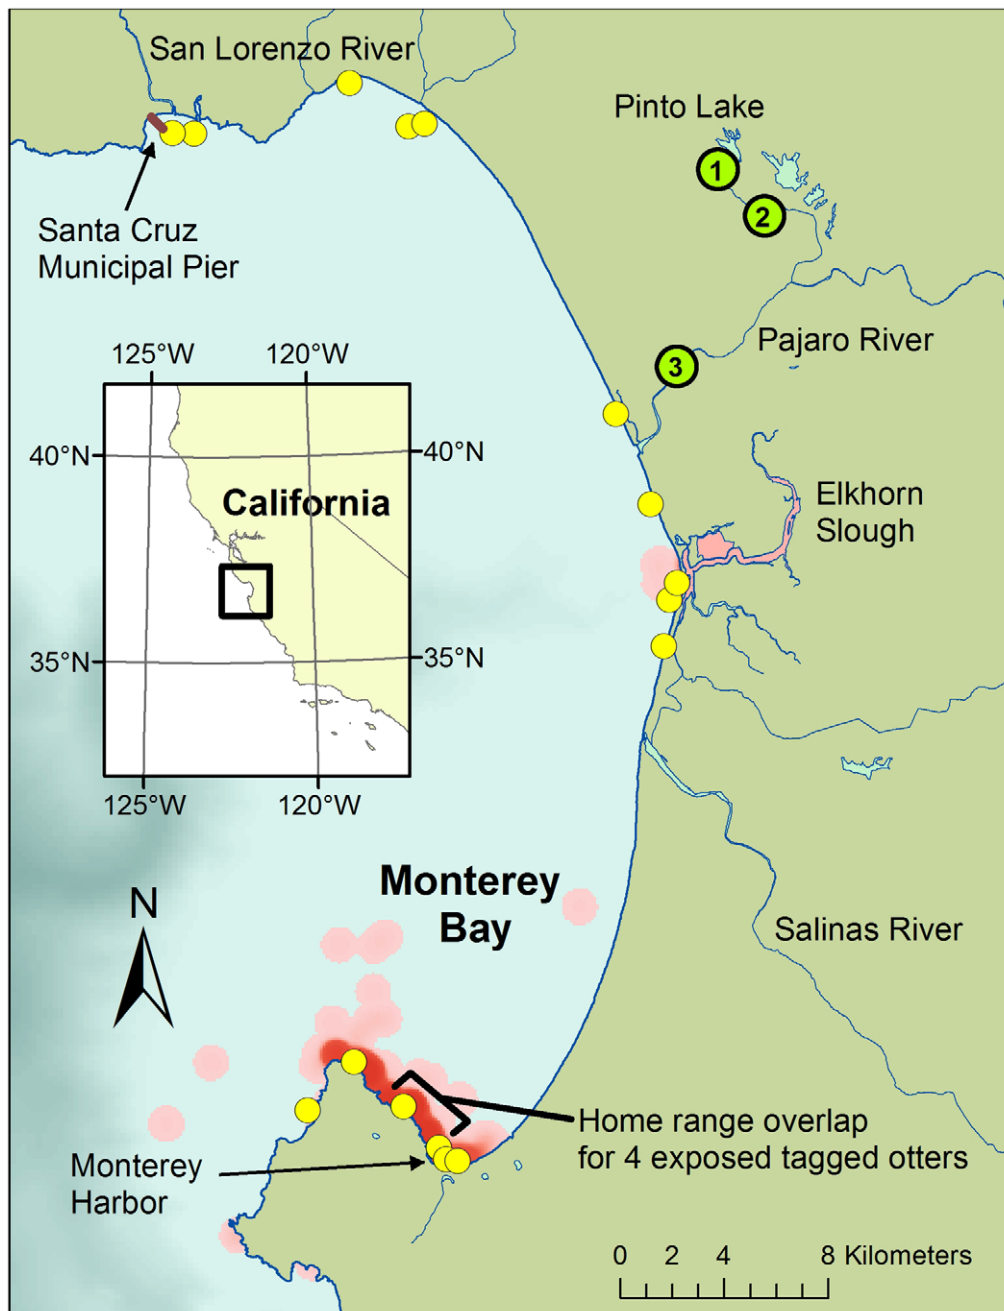 San Lorenzo River
Pinto Lake
1
2
Santa Cruz
Municipal Pier
Pajaro River
3
125°W
120°W
40°N
40°N
California
Elkhorn
Slough
35°N
35°N
125°W
120°W
Monterey
Bay
N
Salinas River
Home range overlap
for 4 exposed tagged otters
Monterey
Harbor
0 2 4 8 Kilometers